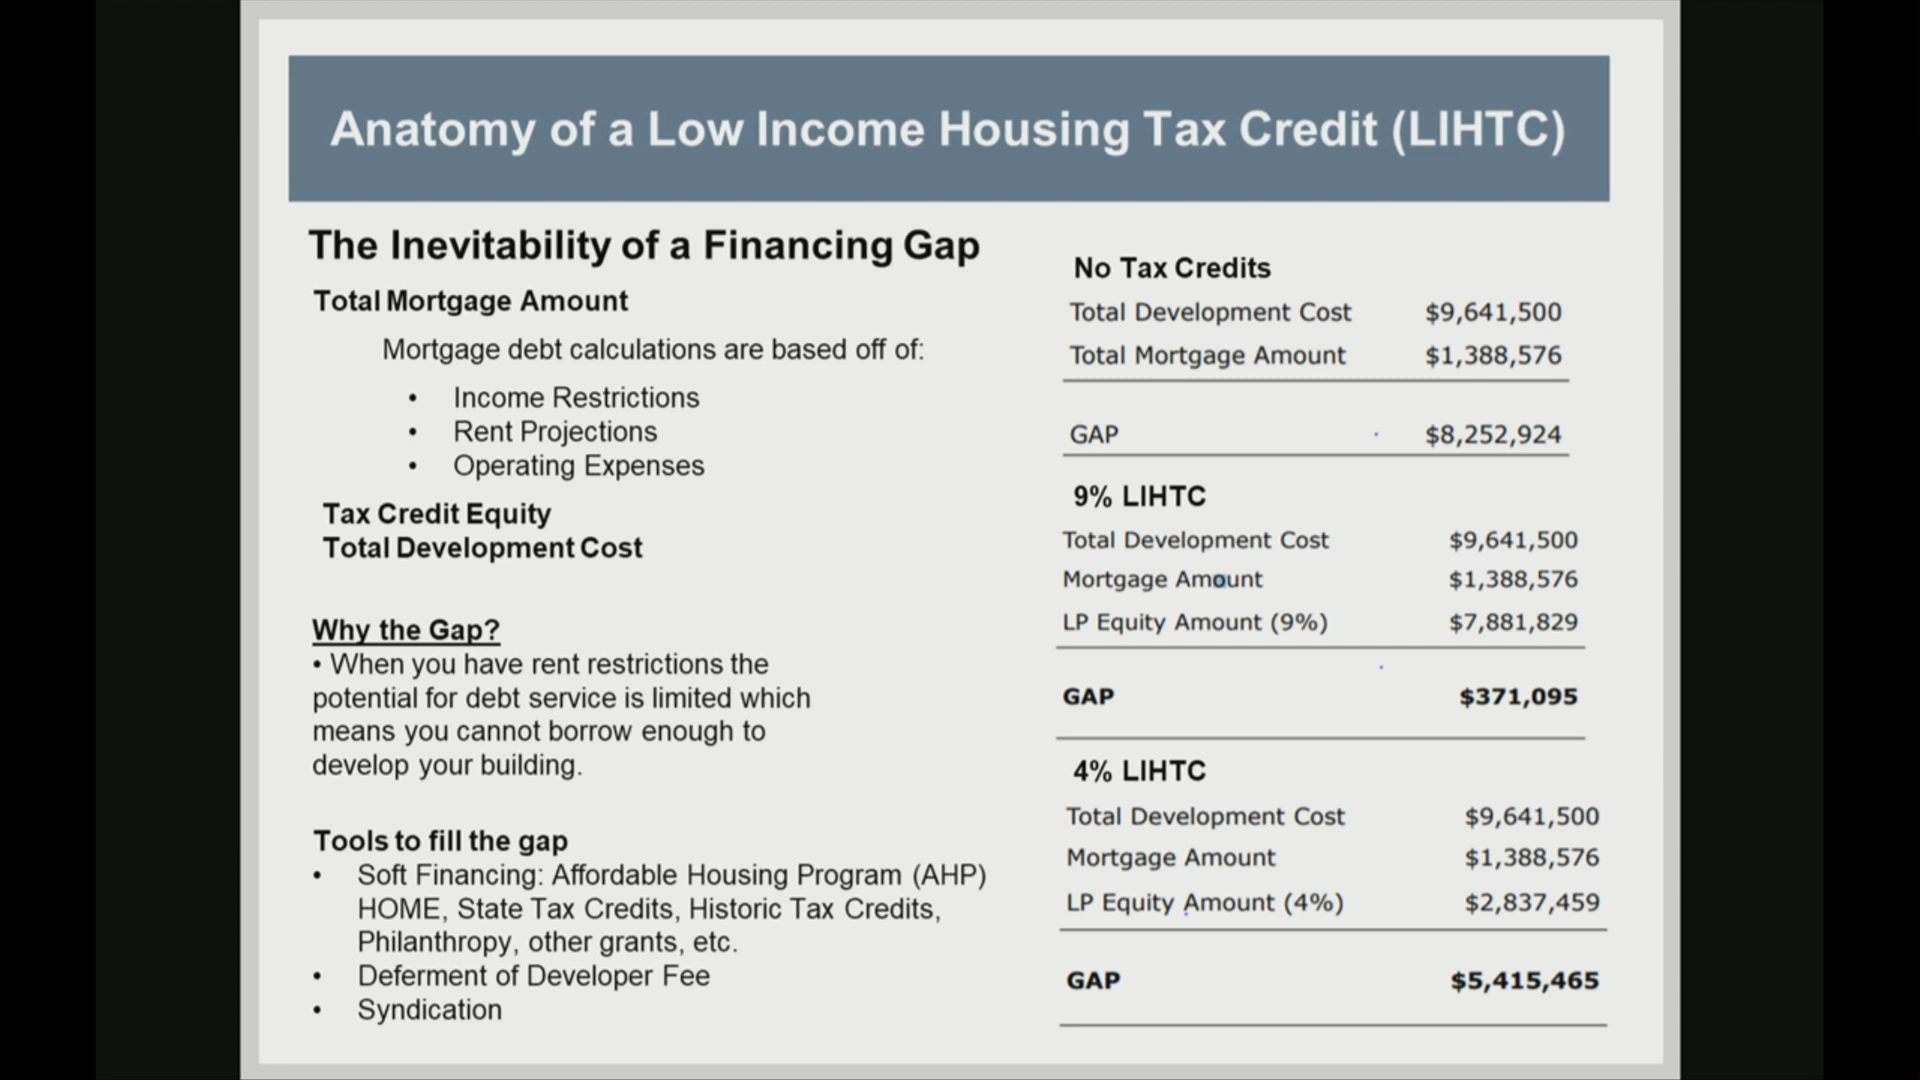 Anatomy of a Low Income Housing Tax Credit (LIHTC)
The Inevitability of a Financing Gap
Total Mortgage Amount
Mortgage debt calculations are based off of:
• Income Restrictions
• Rent Projections
• Operating Expenses
Tax Credit Equity
Total Development Cost
Why the Gap?
• When you have rent restrictions the
potential for debt service is limited which
means you cannot borrow enough to
develop your building.
Tools to fill the gap
• Soft Financing: Affordable Housing Program (AHP)
HOME, State Tax Credits, Historic Tax Credits,
Philanthropy, other grants, etc.
• Deferment of Developer Fee
• Syndication
No Tax Credits
Total Development Cost $9,641,500
Total Mortgage Amount $1,388,576
GAP $8,252,924
9% LIHTC
Total Development Cost $9,641,500
Mortgage Amount $1,388,576
LP Equity Amount (9%) $7,881,829
GAP $371,095
4% LIHTC
Total Development Cost $9,641,500
Mortgage Amount $1,388,576
LP Equity Amount (4%) $2,837,459
GAP $5,415,465